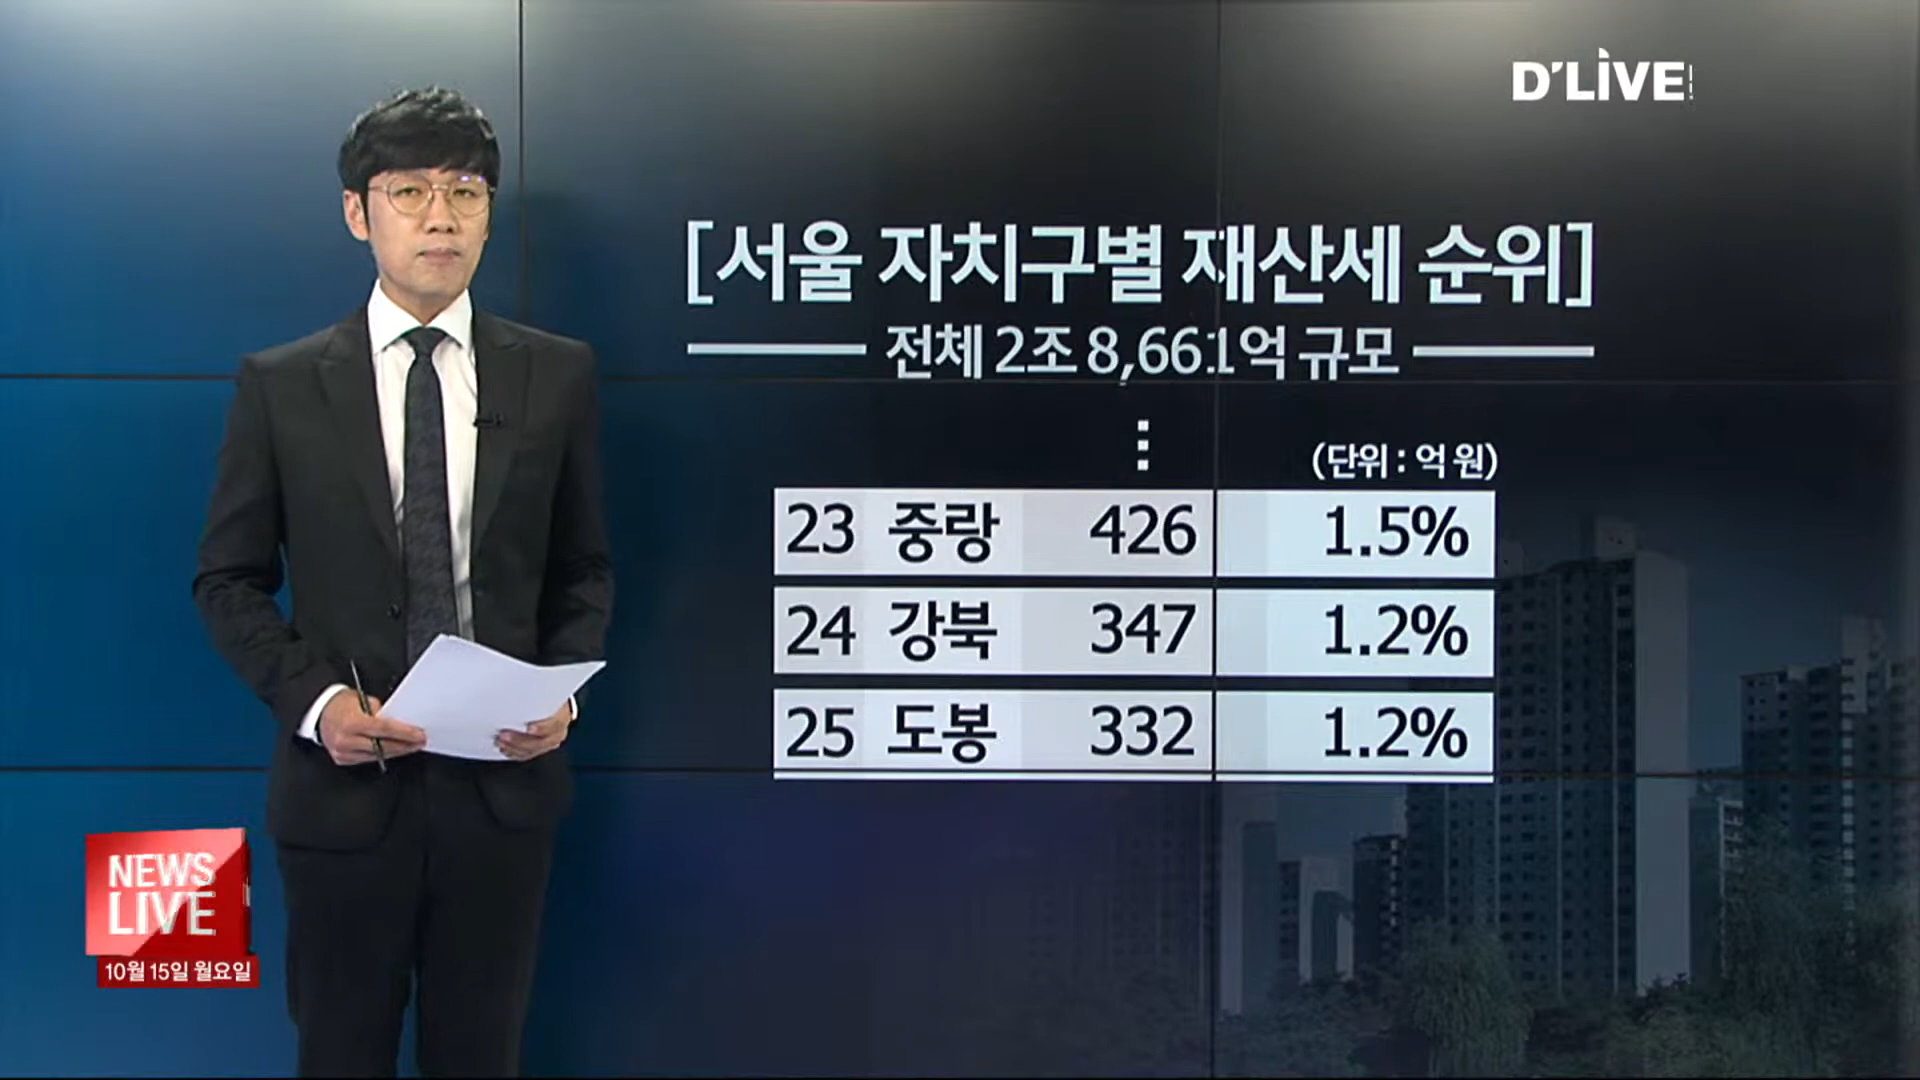 D'LIVE
[서울 자치구별 재산세 순위]
전체 2조 8,661억 규모
(단위 : 억 원)
23 중랑 426 1.5%
24 강북 347 1.2%
25 도봉 332 1.2%
NEWS
LIVE
10월 15일 월요일